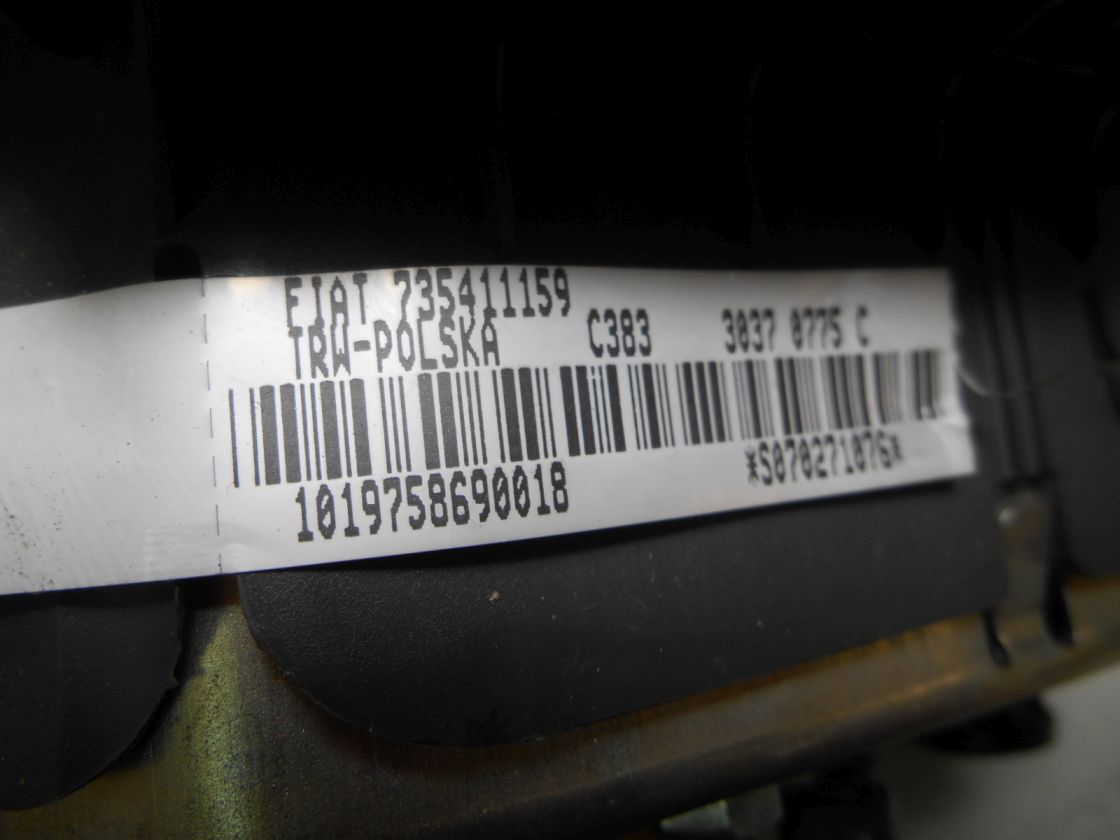 FIAT 735411159
TRW-POLSKA C383 3037 0775 C
1019758690018 *S070271076*